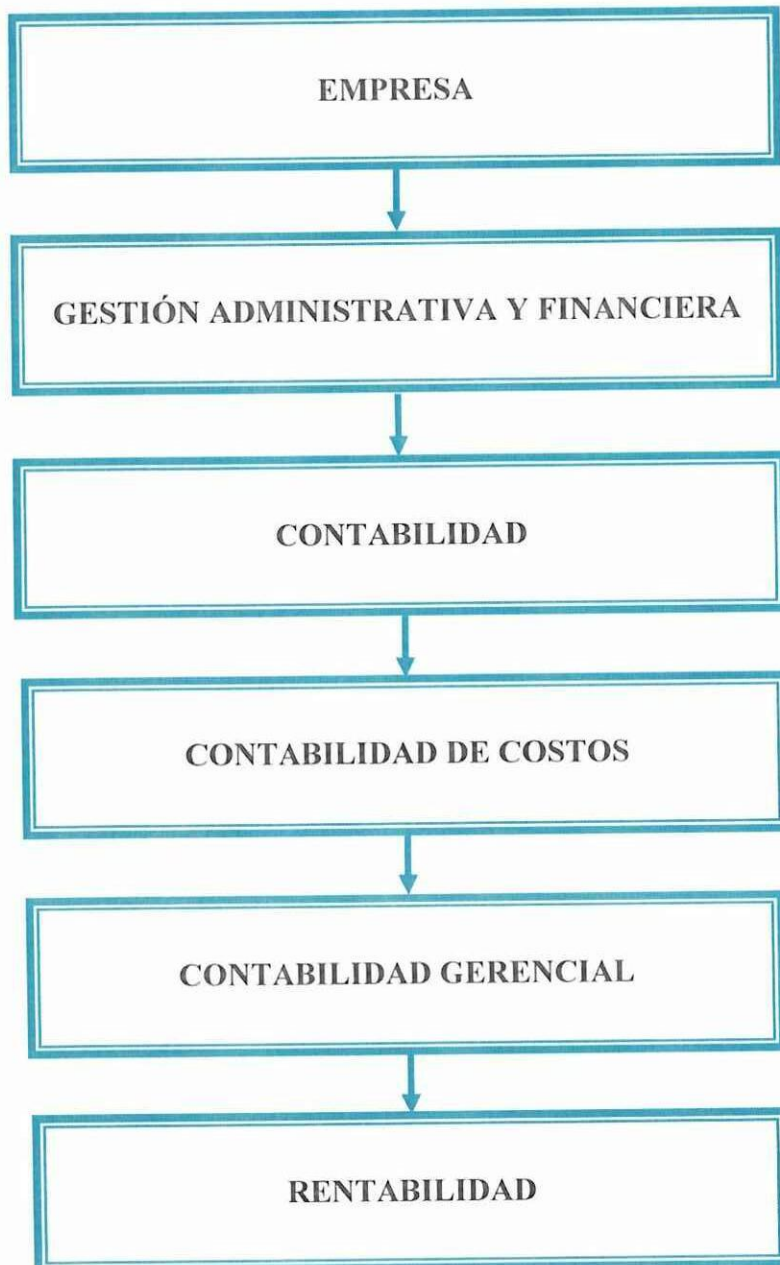 EMPRESA
GESTIÓN ADMINISTRATIVA Y FINANCIERA
CONTABILIDAD
CONTABILIDAD DE COSTOS
CONTABILIDAD GERENCIAL
RENTABILIDAD